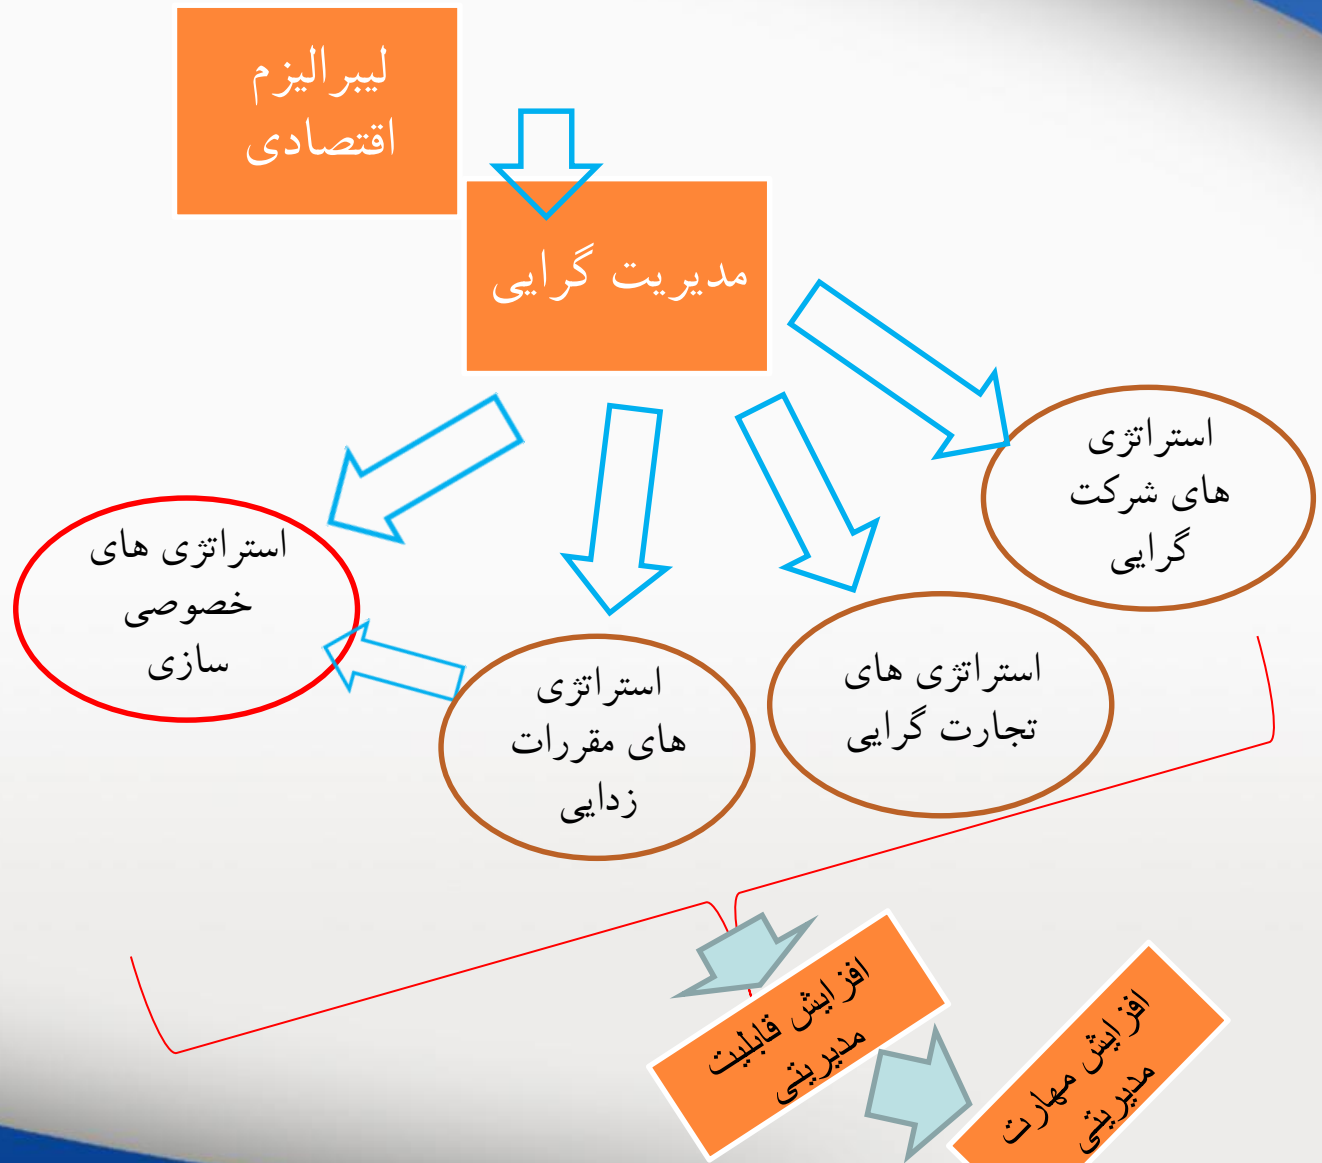 لیبرالیزم
اقتصادی
مدیریت گرایی
استراتژی
های شرکت
گرایی
استراتژی های
تجارت گرایی
استراتژی
های مقررات
زدایی
استراتژی های
خصوصی
سازی
افزایش قابلیت
مدیریتی
افزایش مهارت
مدیریتی